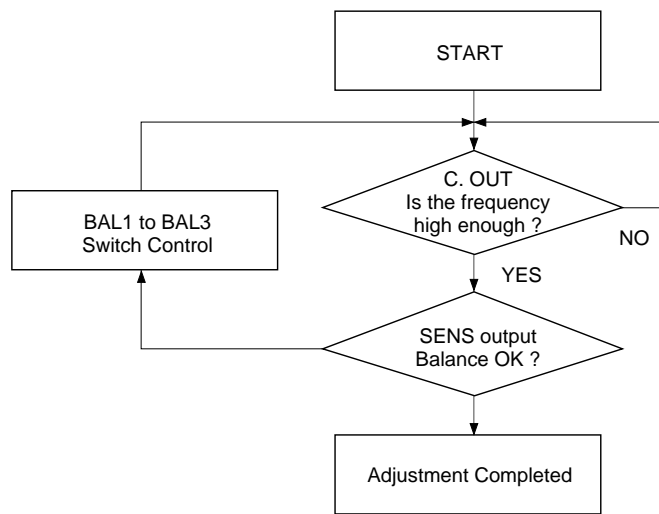 START
C. OUT
Is the frequency
high enough ?
NO
BAL1 to BAL3
Switch Control
YES
SENS output
Balance OK ?
Adjustment Completed